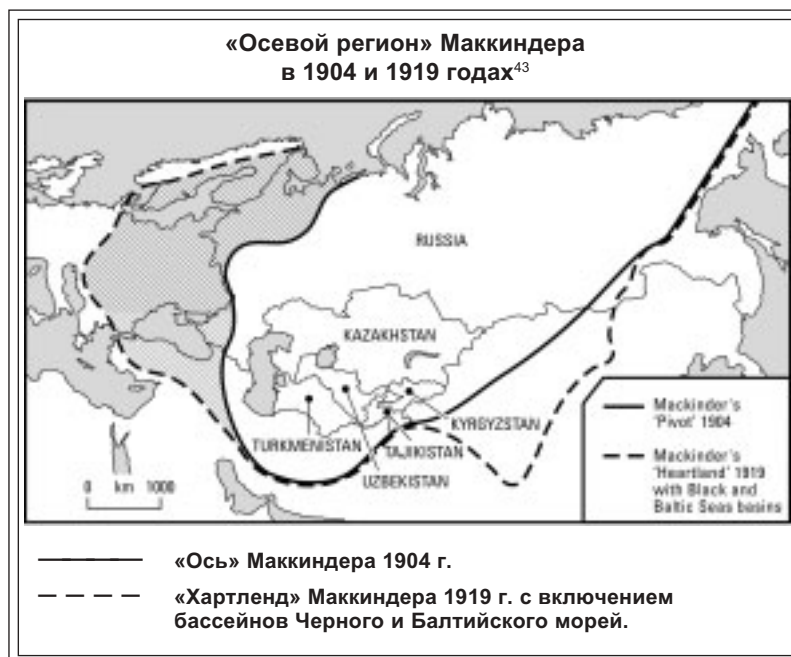 «Осевой регион» Маккиндера
в 1904 и 1919 годах⁴³
RUSSIA
KAZAKHSTAN
KYRGYZSTAN
TURKMENISTAN
TAJIKISTAN
UZBEKISTAN
0 km 1000
Mackinder's
'Pivot' 1904
Mackinder's
'Heartland' 1919
with Black and
Baltic Seas basins
«Ось» Маккиндера 1904 г.
«Хартленд» Маккиндера 1919 г. с включением
бассейнов Черного и Балтийского морей.